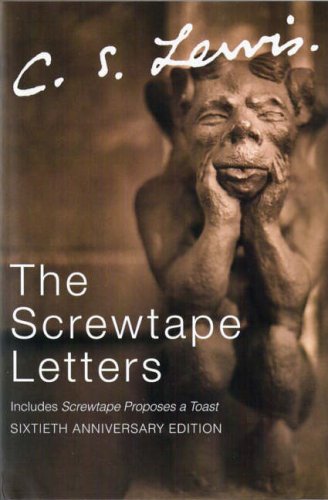 C. S. Lewis.
The
Screwtape
Letters
Includes Screwtape Proposes a Toast
SIXTIETH ANNIVERSARY EDITION